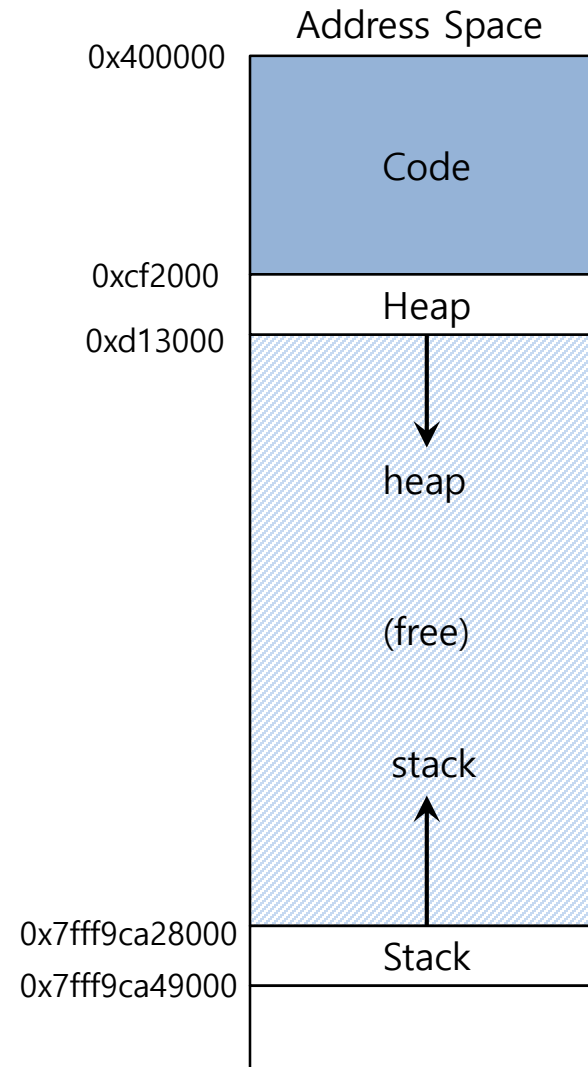 Address Space
0x400000
Code
0xcf2000
Heap
0xd13000
heap
(free)
stack
0x7fff9ca28000
Stack
0x7fff9ca49000